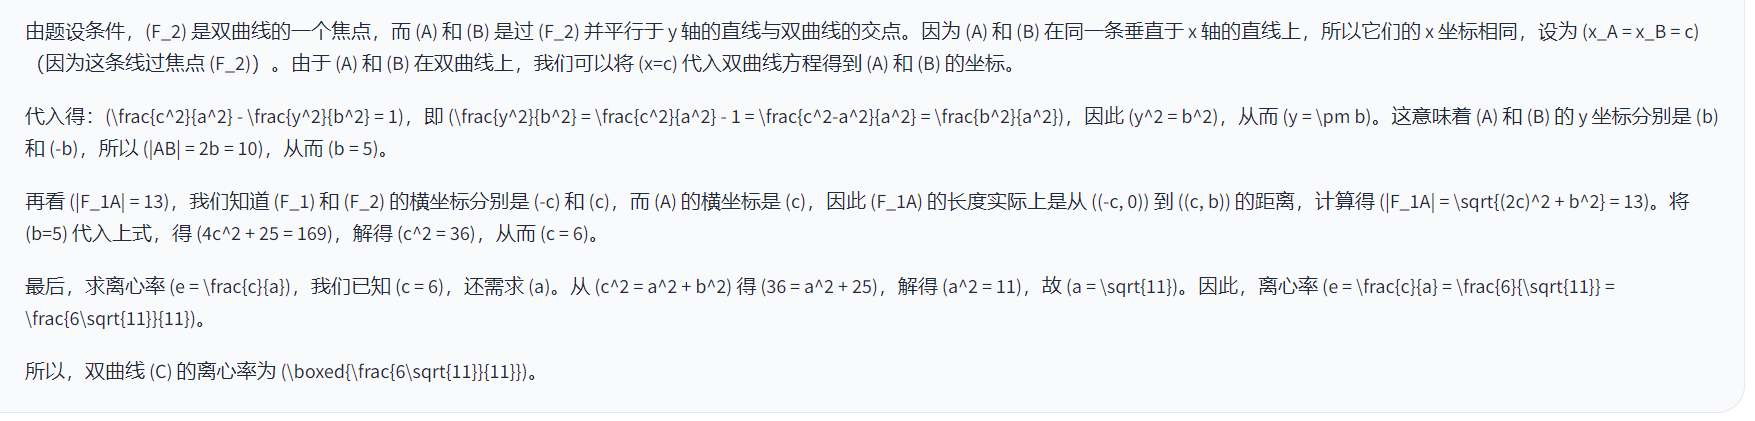 由题设条件，(F_2) 是双曲线的一个焦点，而 (A) 和 (B) 是过 (F_2) 并平行于 y 轴的直线与双曲线的交点。因为 (A) 和 (B) 在同一条垂直于 x 轴的直线上，所以它们的 x 坐标相同，设为 (x_A = x_B = c)
（因为这条线过焦点 (F_2)）。由于 (A) 和 (B) 在双曲线上，我们可以将 (x=c) 代入双曲线方程得到 (A) 和 (B) 的坐标。
代入得：(\frac{c^2}{a^2} - \frac{y^2}{b^2} = 1)，即 (\frac{y^2}{b^2} = \frac{c^2}{a^2} - 1 = \frac{c^2-a^2}{a^2} = \frac{b^2}{a^2})，因此 (y^2 = b^2)，从而 (y = \pm b)。这意味着 (A) 和 (B) 的 y 坐标分别是 (b)
和 (-b)，所以 (|AB| = 2b = 10)，从而 (b = 5)。
再看 (|F_1A| = 13)，我们知道 (F_1) 和 (F_2) 的横坐标分别是 (-c) 和 (c)，而 (A) 的横坐标是 (c)，因此 (F_1A) 的长度实际上是从 ((-c, 0)) 到 ((c, b)) 的距离，计算得 (|F_1A| = \sqrt{(2c)^2 + b^2} = 13)。将
(b=5) 代入上式，得 (4c^2 + 25 = 169)，解得 (c^2 = 36)，从而 (c = 6)。
最后，求离心率 (e = \frac{c}{a})，我们已知 (c = 6)，还需求 (a)。从 (c^2 = a^2 + b^2) 得 (36 = a^2 + 25)，解得 (a^2 = 11)，故 (a = \sqrt{11})。因此，离心率 (e = \frac{c}{a} = \frac{6}{\sqrt{11}} =
\frac{6\sqrt{11}}{11})。
所以，双曲线 (C) 的离心率为 (\boxed{\frac{6\sqrt{11}}{11}})。